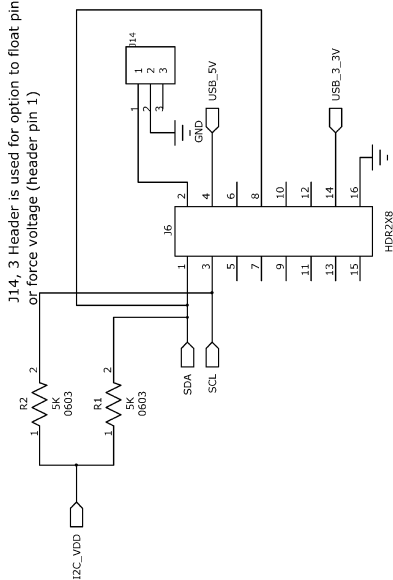 J14, 3 Header is used for option to float pin
or force voltage (header pin 1)
J14
1
2
3
1
2
3
GND
USB_5V
USB_3_3V
2
4
6
8
10
12
14
16
J6
HDR2X8
1
3
5
7
9
11
13
15
SDA
SCL
R2
5K
0603
1
2
R1
5K
0603
1
2
I2C_VDD